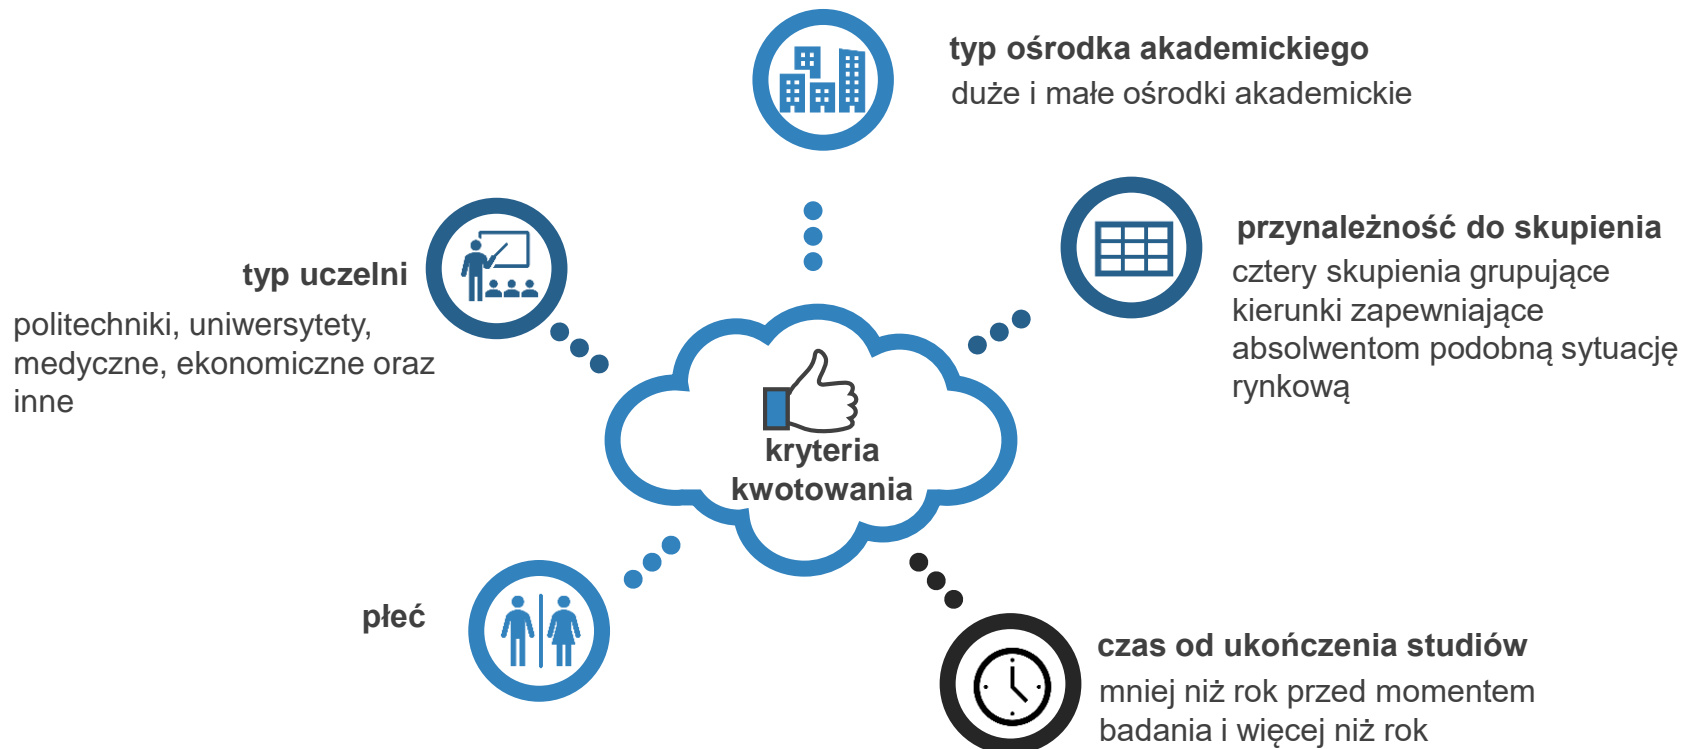 typ ośrodka akademickiego
duże i małe ośrodki akademickie
przynależność do skupienia
cztery skupienia grupujące
kierunki zapewniające
absolwentom podobną sytuację
rynkową
typ uczelni
politechniki, uniwersytety,
medyczne, ekonomiczne oraz
inne
kryteria
kwotowania
płeć
czas od ukończenia studiów
mniej niż rok przed momentem
badania i więcej niż rok